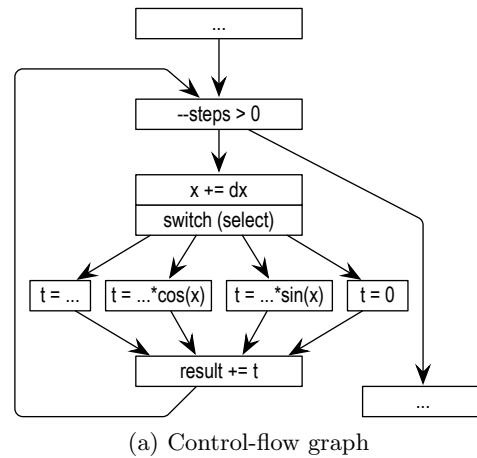 ...
--steps > 0
x += dx
switch (select)
t = ...
t = ...*cos(x)
t = ...*sin(x)
t = 0
result += t
...
(a) Control-flow graph